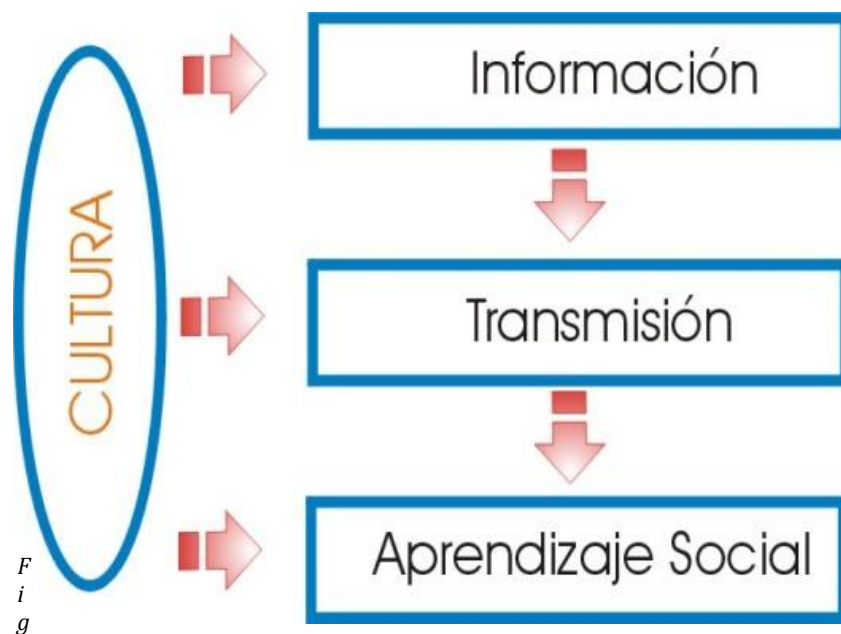 CULTURA
Información
Transmisión
Aprendizaje Social
F
i
g